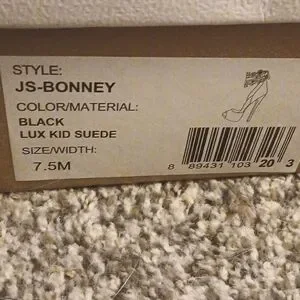 STYLE:
JS-BONNEY
COLOR/MATERIAL:
BLACK
LUX KID SUEDE
SIZE/WIDTH:
7.5M
8 89431 103 20 3